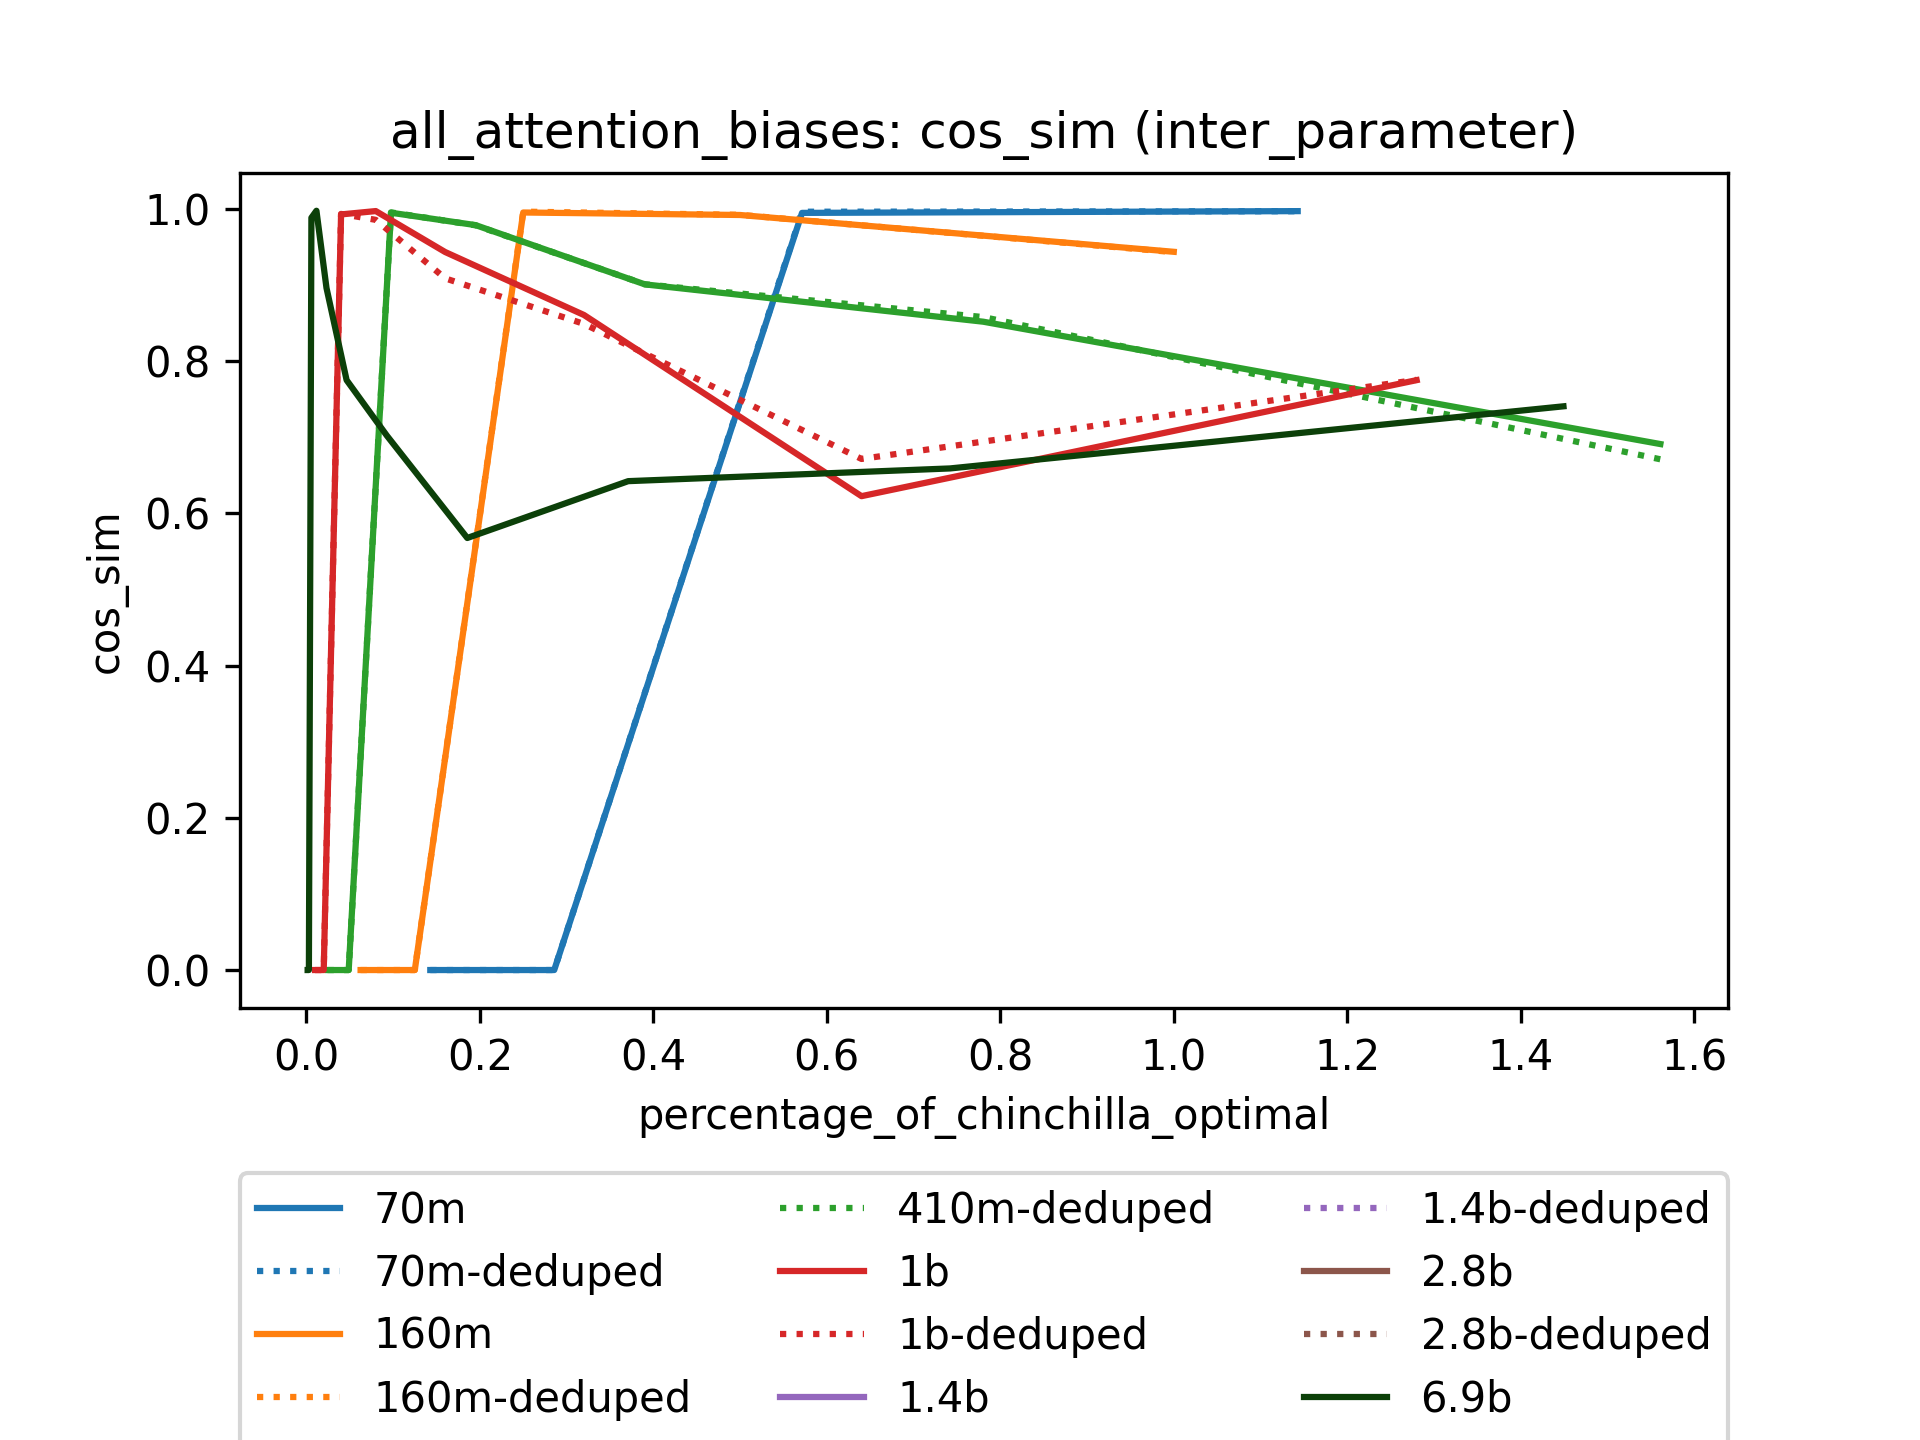 all_attention_biases: cos_sim (inter_parameter)
1.0
0.8
0.6
0.4
0.2
0.0
cos_sim
0.0 0.2 0.4 0.6 0.8 1.0 1.2 1.4 1.6
percentage_of_chinchilla_optimal
70m
70m-deduped
160m
160m-deduped
410m-deduped
1b
1b-deduped
1.4b
1.4b-deduped
2.8b
2.8b-deduped
6.9b